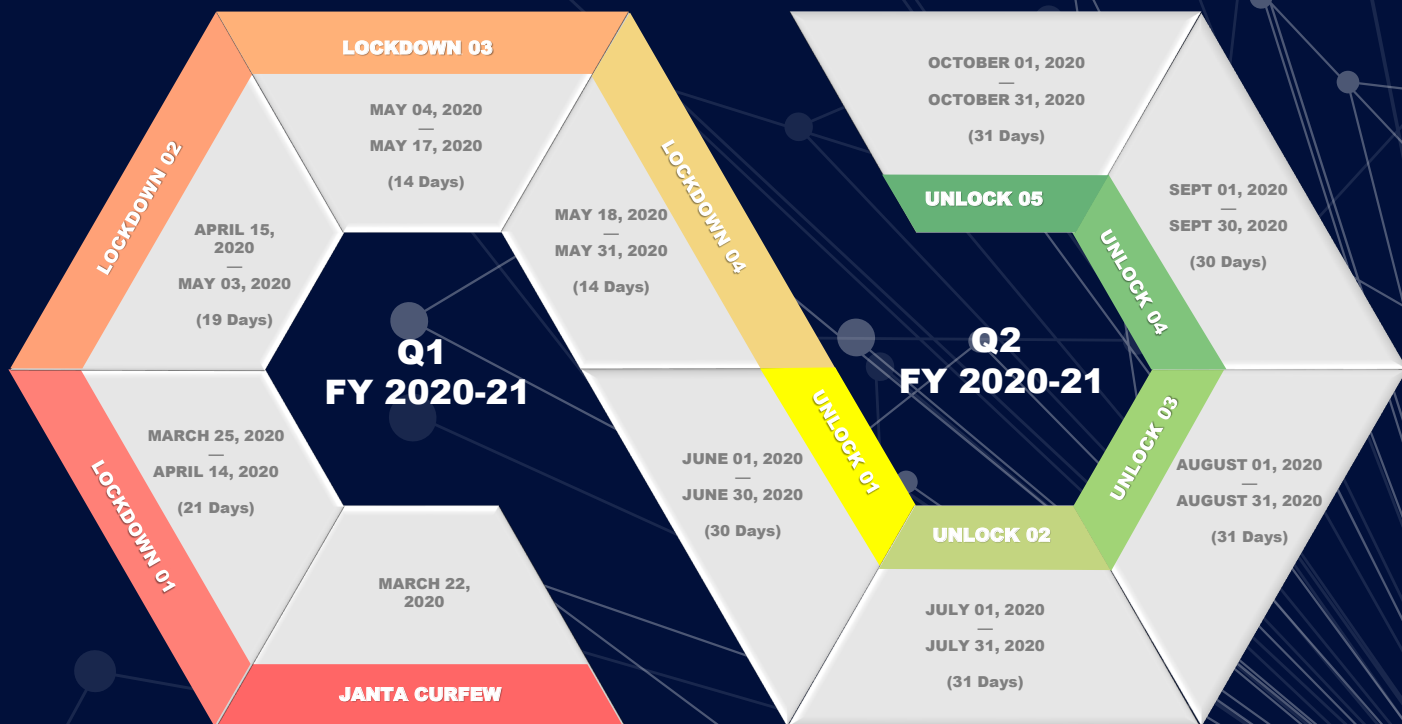 JANTA CURFEW
MARCH 22,
2020
LOCKDOWN 01
MARCH 25, 2020
—
APRIL 14, 2020
(21 Days)
LOCKDOWN 02
APRIL 15,
2020
—
MAY 03, 2020
(19 Days)
LOCKDOWN 03
MAY 04, 2020
—
MAY 17, 2020
(14 Days)
LOCKDOWN 04
MAY 18, 2020
—
MAY 31, 2020
(14 Days)
Q1
FY 2020-21
UNLOCK 01
JUNE 01, 2020
—
JUNE 30, 2020
(30 Days)
UNLOCK 02
JULY 01, 2020
—
JULY 31, 2020
(31 Days)
UNLOCK 03
AUGUST 01, 2020
—
AUGUST 31, 2020
(31 Days)
UNLOCK 04
SEPT 01, 2020
—
SEPT 30, 2020
(30 Days)
UNLOCK 05
OCTOBER 01, 2020
—
OCTOBER 31, 2020
(31 Days)
Q2
FY 2020-21